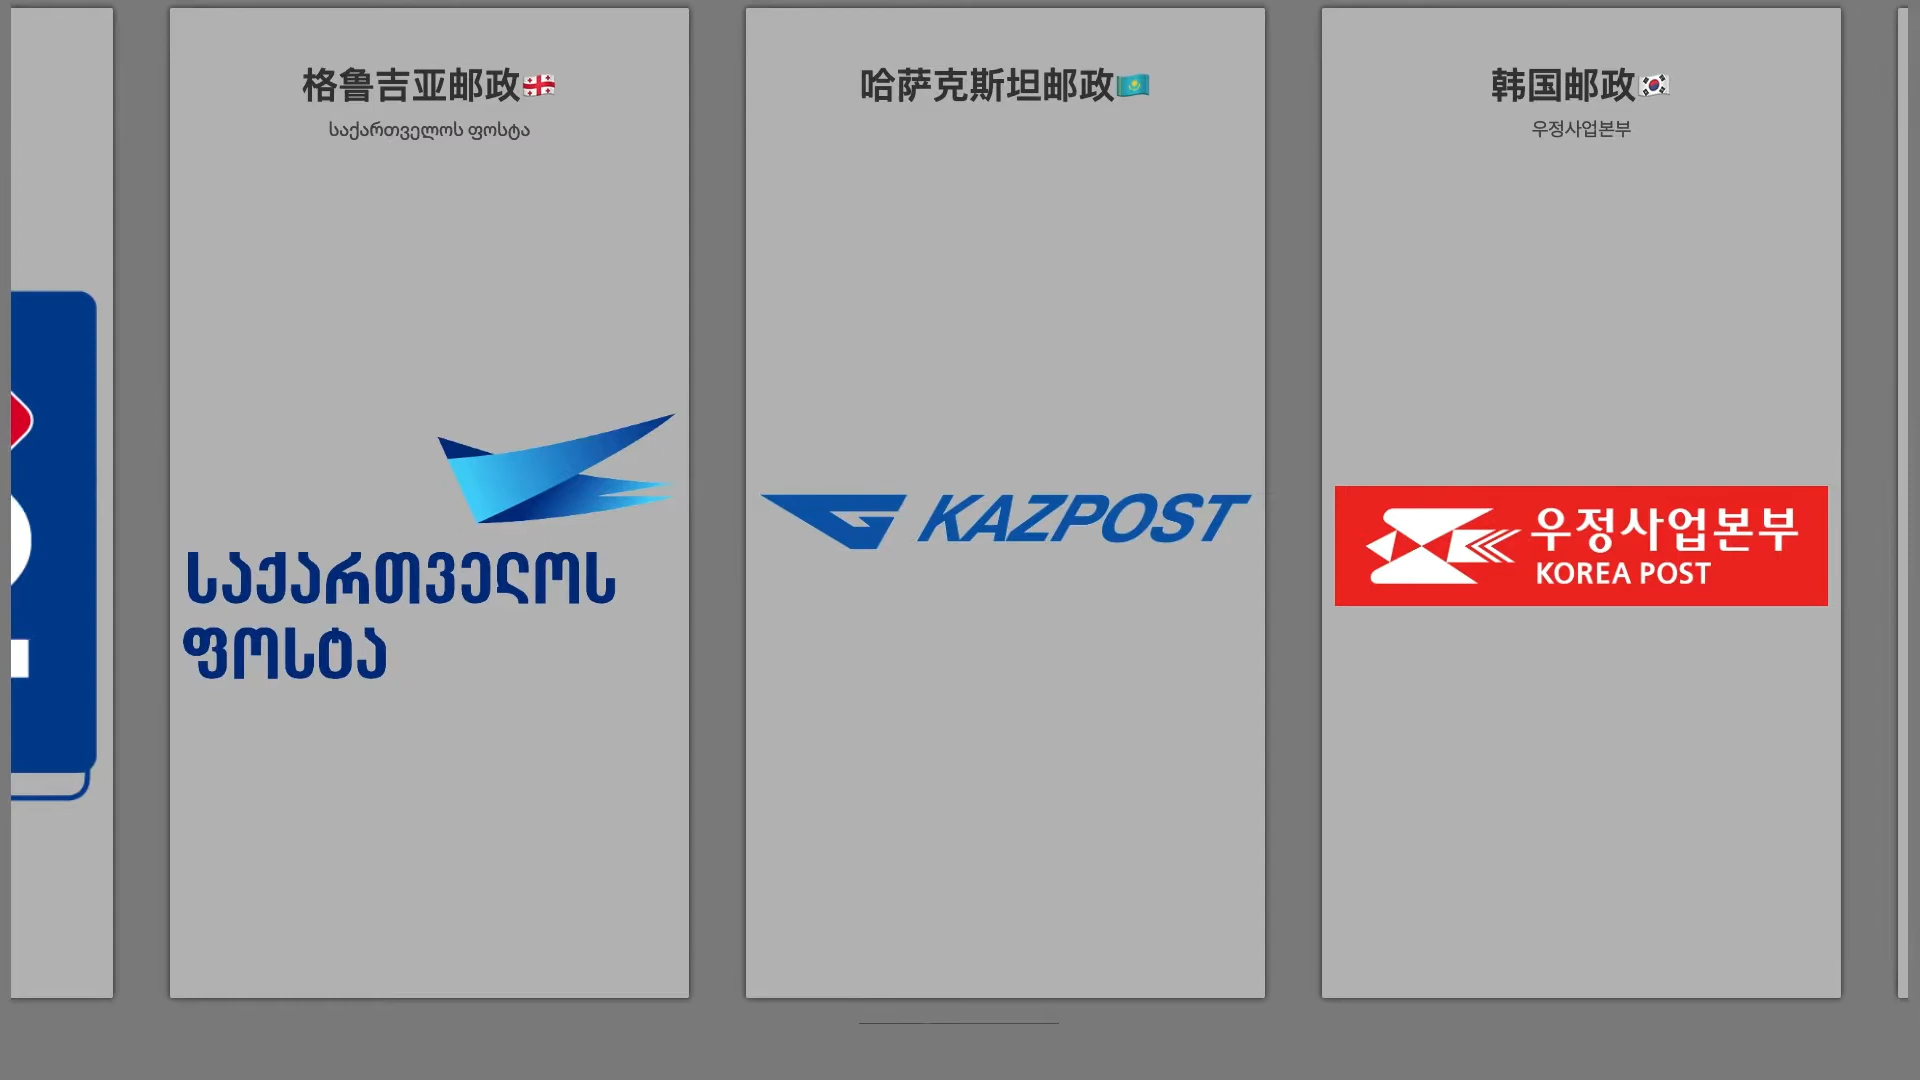 格鲁吉亚邮政🇬🇪
საქართველოს ფოსტა
საქართველოს
ფოსტა
哈萨克斯坦邮政🇰🇿
KAZPOST
韩国邮政🇰🇷
우정사업본부
우정사업본부
KOREA POST